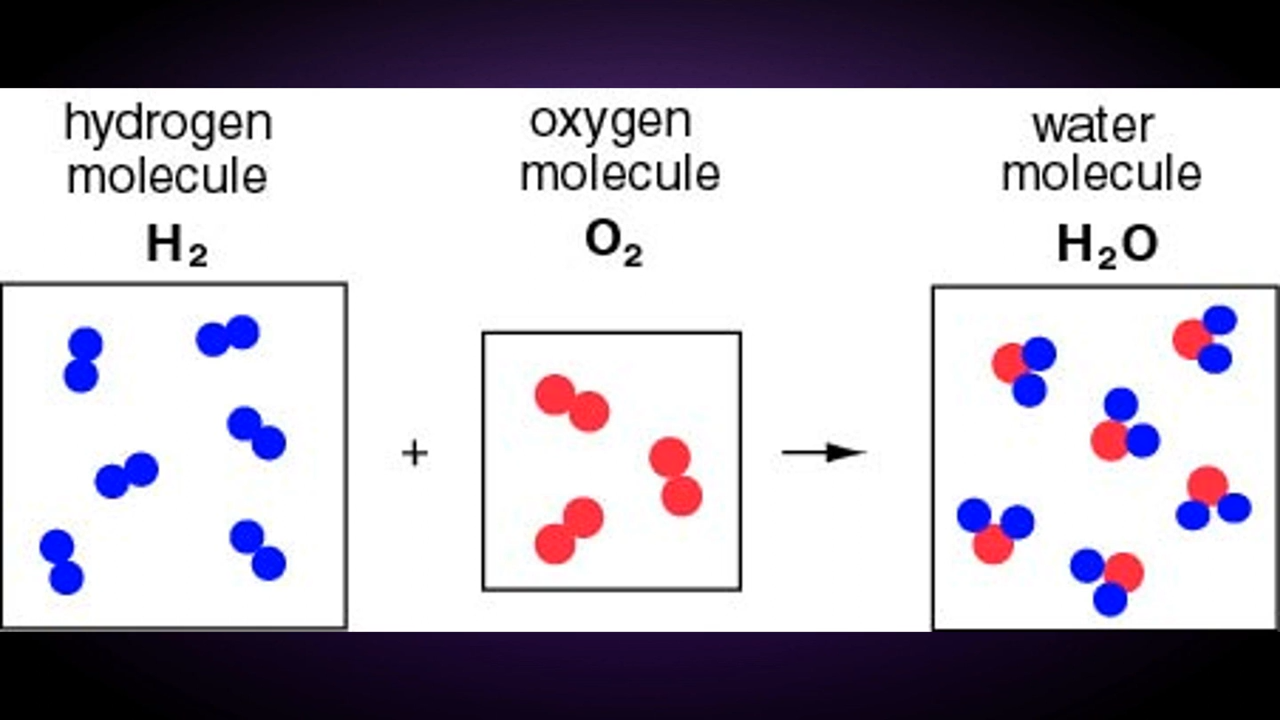 hydrogen
molecule
H₂
+
oxygen
molecule
O₂
water
molecule
H₂O